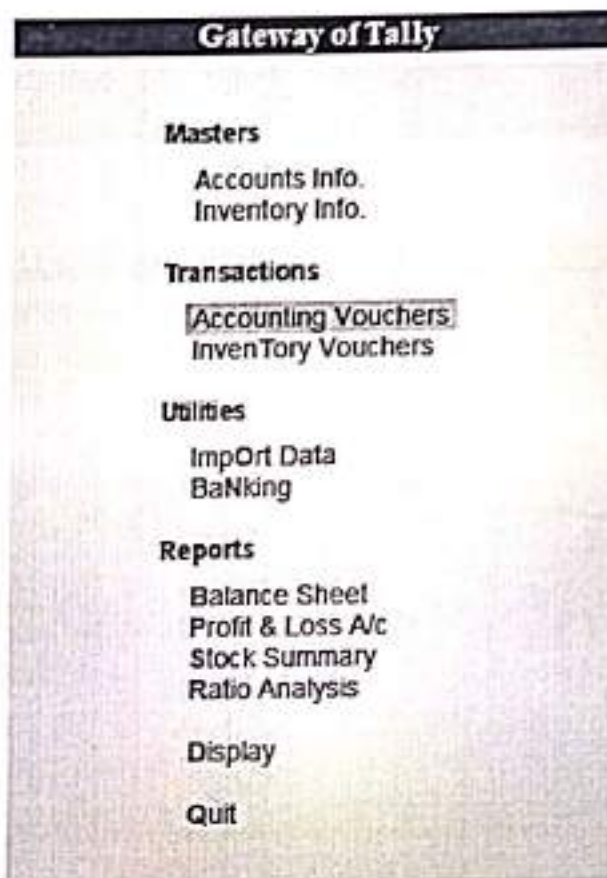 Gateway of Tally
Masters
Accounts Info.
Inventory Info.
Transactions
Accounting Vouchers
InvenTory Vouchers
Utilities
ImpOrt Data
BaNking
Reports
Balance Sheet
Profit & Loss A/c
Stock Summary
Ratio Analysis
Display
Quit